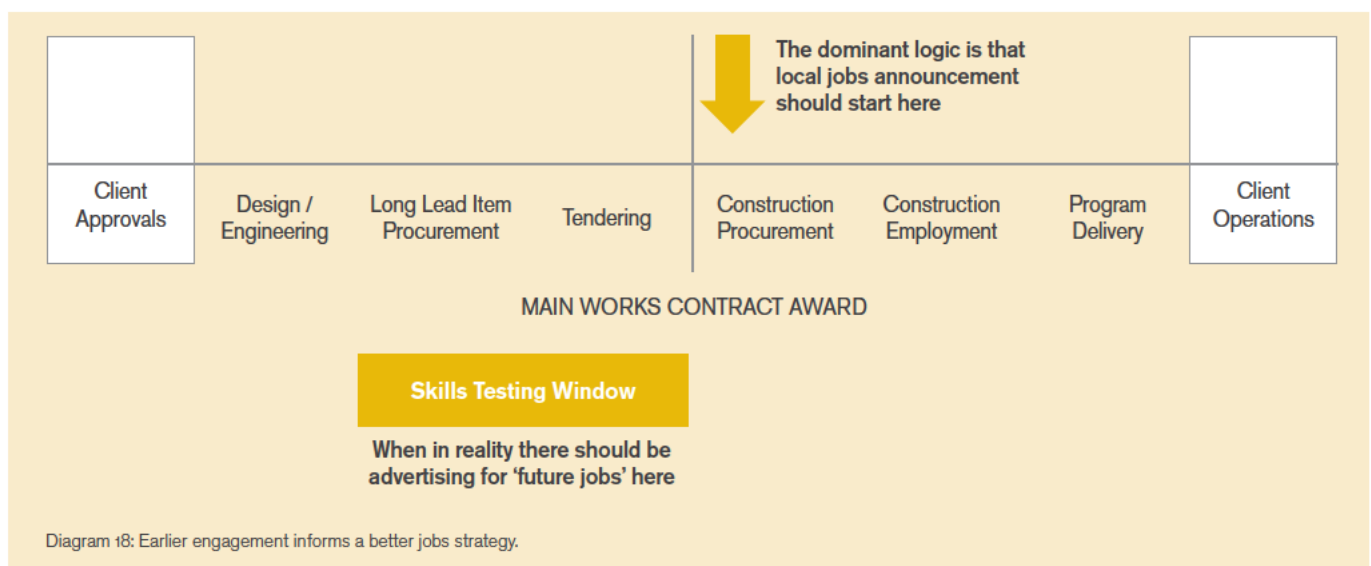 The dominant logic is that
local jobs announcement
should start here
Client
Approvals
Design /
Engineering
Long Lead Item
Procurement
Tendering
Construction
Procurement
Construction
Employment
Program
Delivery
Client
Operations
MAIN WORKS CONTRACT AWARD
Skills Testing Window
When in reality there should be
advertising for ‘future jobs’ here
Diagram 18: Earlier engagement informs a better jobs strategy.